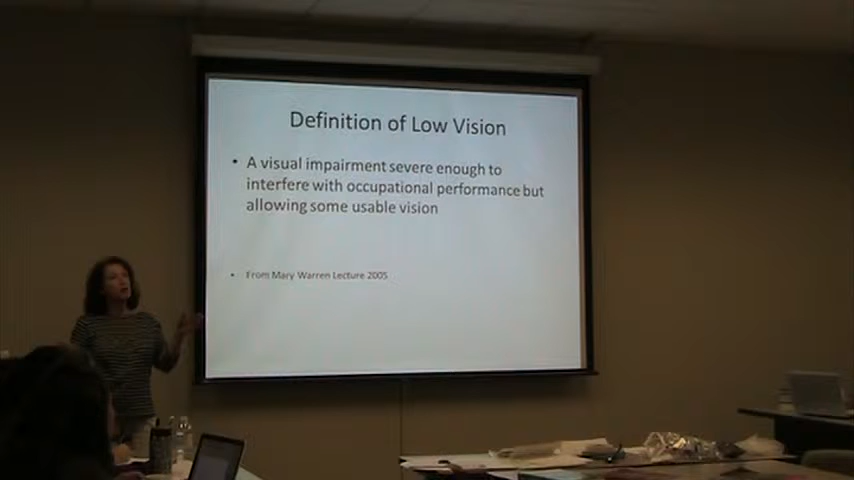 Definition of Low Vision
• A visual impairment severe enough to
interfere with occupational performance but
allowing some usable vision
• From Mary Warren Lecture 2005